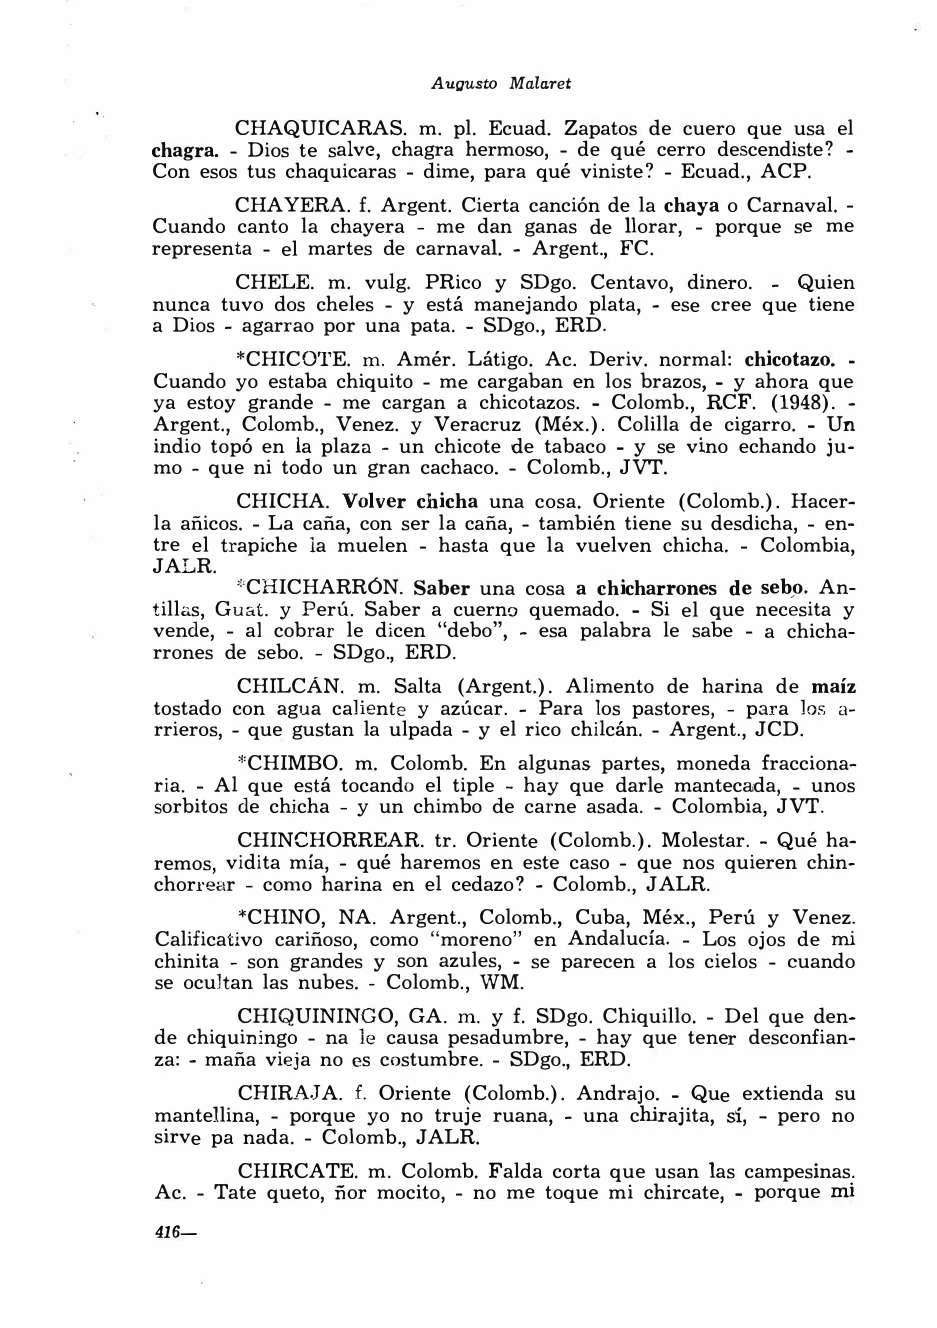 Augusto Malaret
CHAQUICARAS. m. pl. Ecuad. Zapatos de cuero que usa el
chagra. - Dios te salve, chagra hermoso, - de qué cerro descendiste? -
Con esos tus chaquicaras - dime, para qué viniste? - Ecuad., ACP.
CHAYERA. f. Argent. Cierta canción de la chaya o Carnaval. -
Cuando canto la chayera - me dan ganas de llorar, - porque se me
representa - el martes de carnaval. - Argent., FC.
CHELE. m. vulg. PRico y SDgo. Centavo, dinero. - Quien
nunca tuvo dos cheles - y está manejando plata, - ese cree que tiene
a Dios - agarrao por una pata. - SDgo., ERD.
*CHICOTE. m. Amér. Látigo. Ac. Deriv. normal: chicotazo. -
Cuando yo estaba chiquito - me cargaban en los brazos, - y ahora que
ya estoy grande - me cargan a chicotazos. - Colomb., RCF. (1948). -
Argent., Colomb., Venez. y Veracruz (Méx.). Colilla de cigarro. - Un
indio topó en la plaza - un chicote de tabaco - y se vino echando ju-
mo - que ni todo un gran cachaco. - Colomb., JVT.
CHICHA. Volver chicha una cosa. Oriente (Colomb.). Hacer-
la añicos. - La caña, con ser la caña, - también tiene su desdicha, - en-
tre el trapiche la muelen - hasta que la vuelven chicha. - Colombia,
JALR.
*CHICHARRÓN. Saber una cosa a chicharrones de sebo. An-
tillas, Guat. y Perú. Saber a cuerno quemado. - Si el que necesita y
vende, - al cobrar le dicen "debo", - esa palabra le sabe - a chicha-
rrones de sebo. - SDgo., ERD.
CHILCÁN. m. Salta (Argent.). Alimento de harina de maíz
tostado con agua caliente y azúcar. - Para los pastores, - para los a-
rrieros, - que gustan la ulpada - y el rico chilcán. - Argent., JCD.
*CHIMBO. m. Colomb. En algunas partes, moneda fracciona-
ria. - Al que está tocando el tiple - hay que darle mantecada, - unos
sorbitos de chicha - y un chimbo de carne asada. - Colombia, JVT.
CHINCHORREAR. tr. Oriente (Colomb.). Molestar. - Qué ha-
remos, vidita mía, - qué haremos en este caso - que nos quieren chin-
chorrear - como harina en el cedazo? - Colomb., JALR.
*CHINO, NA. Argent., Colomb., Cuba, Méx., Perú y Venez.
Calificativo cariñoso, como "moreno" en Andalucía. - Los ojos de mi
chinita - son grandes y son azules, - se parecen a los cielos - cuando
se ocultan las nubes. - Colomb., WM.
CHIQUININGO, GA. m. y f. SDgo. Chiquillo. - Del que den-
de chiquiningo - na le causa pesadumbre, - hay que tener desconfian-
za: - maña vieja no es costumbre. - SDgo., ERD.
CHIRAJA. f. Oriente (Colomb.). Andrajo. - Que extienda su
mantellina, - porque yo no truje ruana, - una chirajita, sí, - pero no
sirve pa nada. - Colomb., JALR.
CHIRCATE. m. Colomb. Falda corta que usan las campesinas.
Ac. - Tate queto, ñor mocito, - no me toque mi chircate, - porque mi
416—